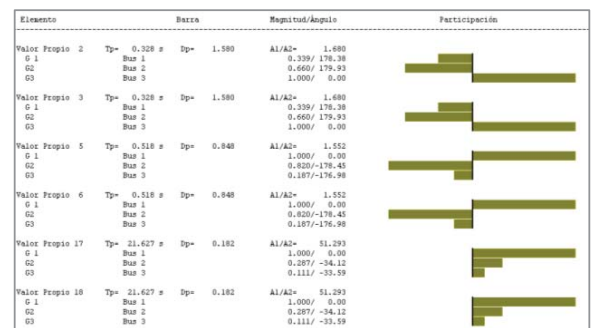 Elemento Barra Magnitud/Ángulo Participación
Valor Propio 2 Tp= 0.328 s Dp= 1.580 A1/A2= 1.680
G 1 Bus 1 0.339/ 178.38
G2 Bus 2 0.660/ 179.93
G3 Bus 3 1.000/ 0.00
Valor Propio 3 Tp= 0.328 s Dp= 1.580 A1/A2= 1.680
G 1 Bus 1 0.339/ 178.38
G2 Bus 2 0.660/ 179.93
G3 Bus 3 1.000/ 0.00
Valor Propio 5 Tp= 0.518 s Dp= 0.848 A1/A2= 1.552
G 1 Bus 1 1.000/ 0.00
G2 Bus 2 0.820/-178.45
G3 Bus 3 0.187/-176.98
Valor Propio 6 Tp= 0.518 s Dp= 0.848 A1/A2= 1.552
G 1 Bus 1 1.000/ 0.00
G2 Bus 2 0.820/-178.45
G3 Bus 3 0.187/-176.98
Valor Propio 17 Tp= 21.627 s Dp= 0.182 A1/A2= 51.293
G 1 Bus 1 1.000/ 0.00
G2 Bus 2 0.287/ -34.12
G3 Bus 3 0.111/ -33.59
Valor Propio 18 Tp= 21.627 s Dp= 0.182 A1/A2= 51.293
G 1 Bus 1 1.000/ 0.00
G2 Bus 2 0.287/ -34.12
G3 Bus 3 0.111/ -33.59